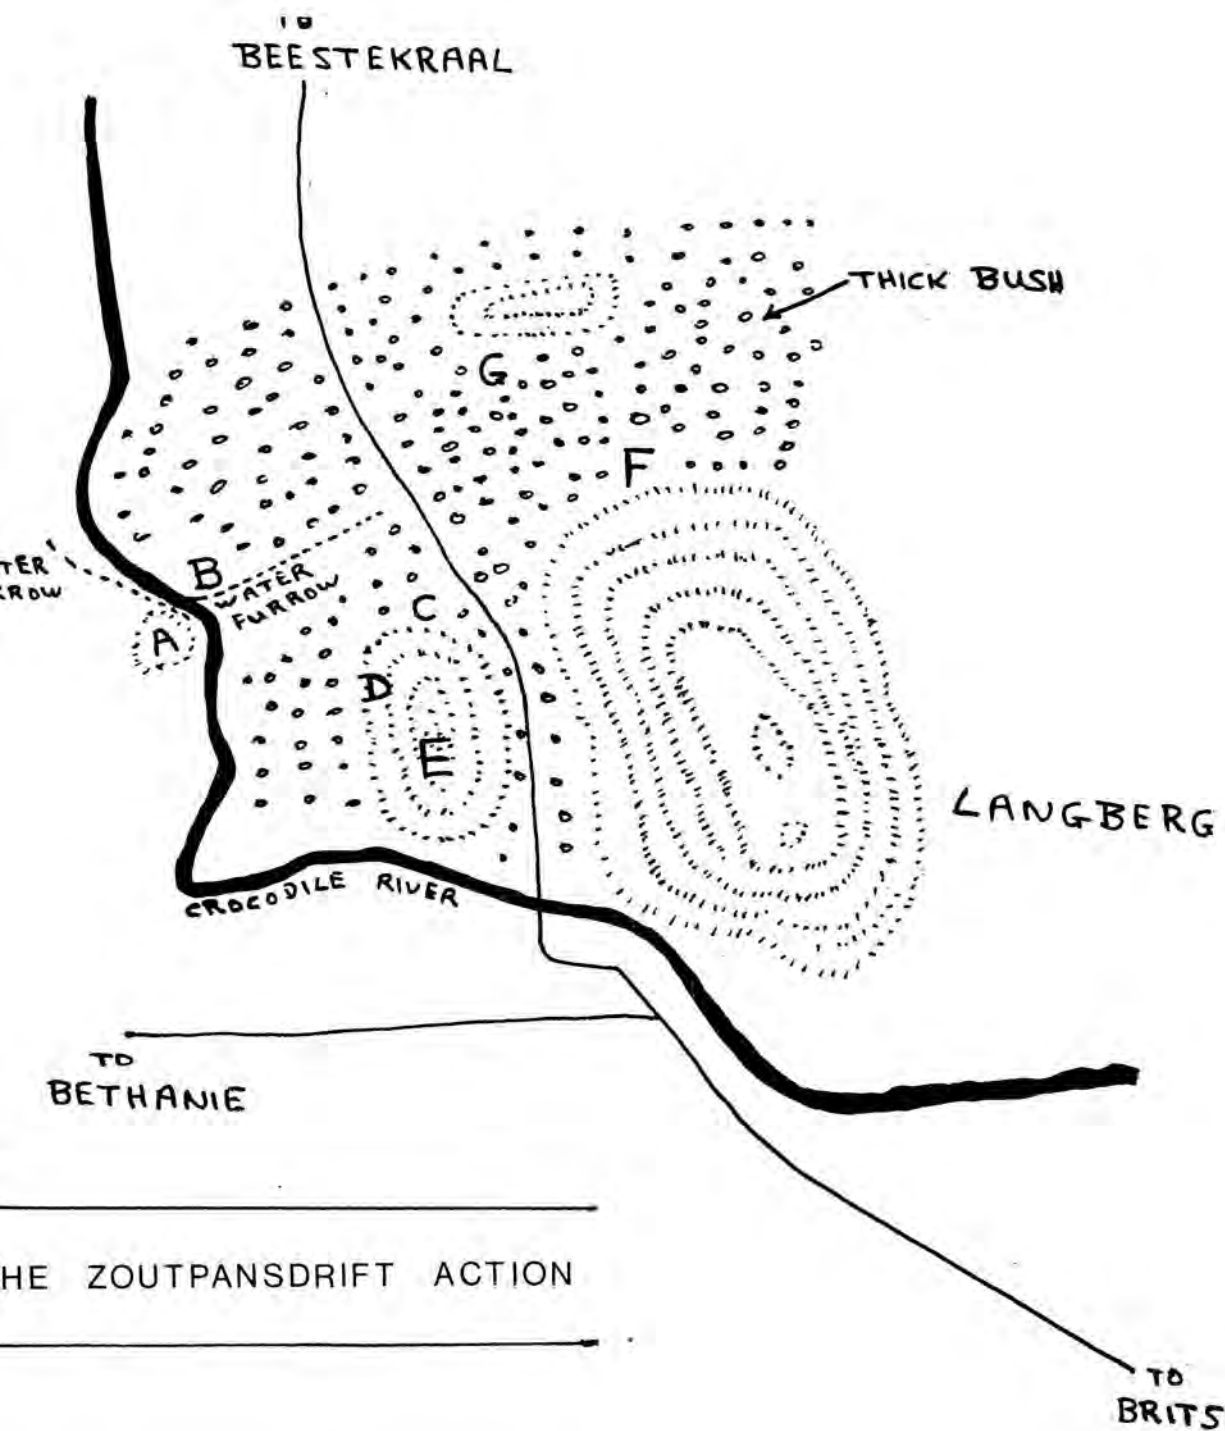 TO
BEESTEKRAAL
THICK BUSH
G
F
B
WATER
FURROW
A
C
D
E
LANGBERG
CROCODILE RIVER
TO
BETHANIE
HE ZOUTPANSDRIFT ACTION
TO
BRITS